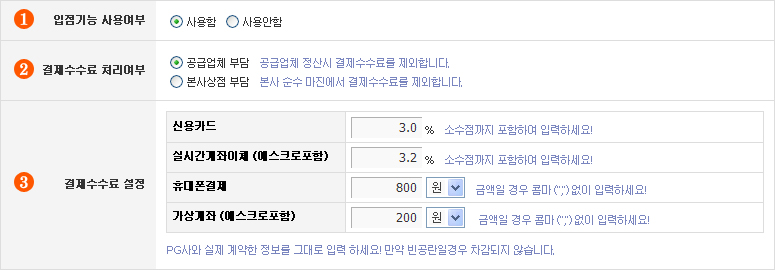 1 입점기능 사용여부 사용함 사용안함
2 결제수수료 처리여부 공급업체 부담 공급업체 정산시 결제수수료를 제외합니다.
본사상점 부담 본사 순수 마진에서 결제수수료를 제외합니다.
3 결제수수료 설정
신용카드 3.0 % 소수점까지 포함하여 입력하세요!
실시간계좌이체 (에스크로포함) 3.2 % 소수점까지 포함하여 입력하세요!
휴대폰결제 800 원 금액일 경우 콤마 (";") 없이 입력하세요!
가상계좌 (에스크로포함) 200 원 금액일 경우 콤마 (";") 없이 입력하세요!
PG사와 실제 계약한 정보를 그대로 입력 하세요! 만약 빈공란일경우 차감되지 않습니다.